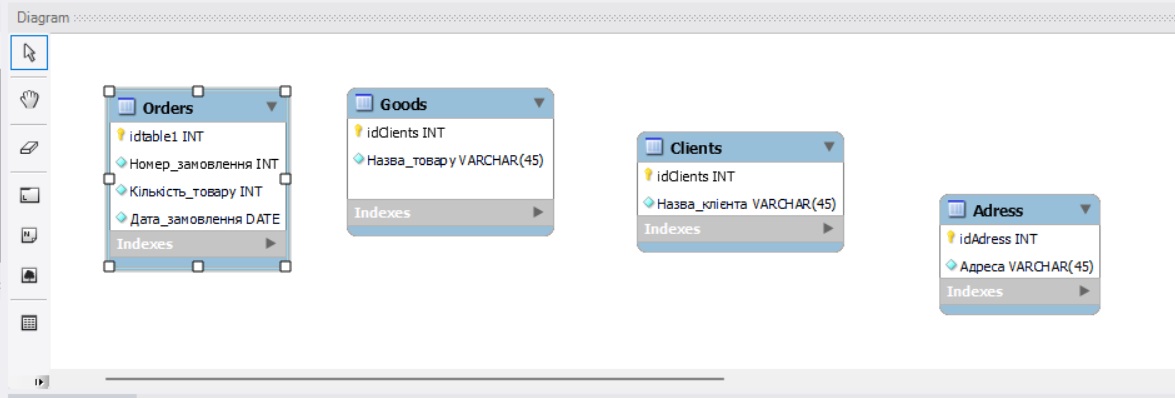 Diagram
Orders
idtable1 INT
Номер_замовлення INT
Кількість_товару INT
Дата_замовлення DATE
Indexes
Goods
idClients INT
Назва_товару VARCHAR(45)
Indexes
Clients
idClients INT
Назва_клієнта VARCHAR(45)
Indexes
Adress
idAdress INT
Адреса VARCHAR(45)
Indexes